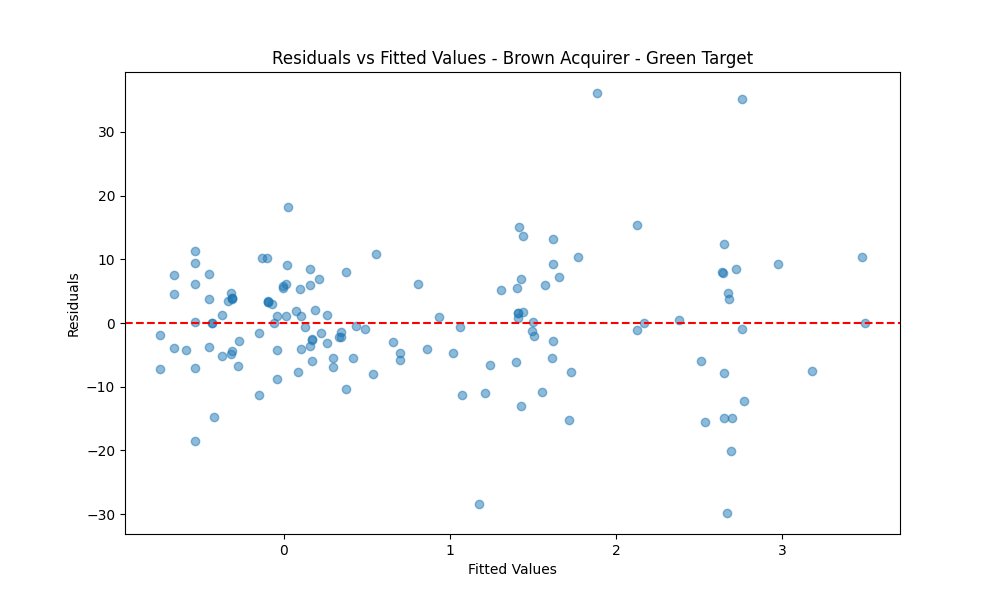 Residuals vs Fitted Values - Brown Acquirer - Green Target
30
20
10
0
−10
−20
−30
Residuals
0 1 2 3
Fitted Values